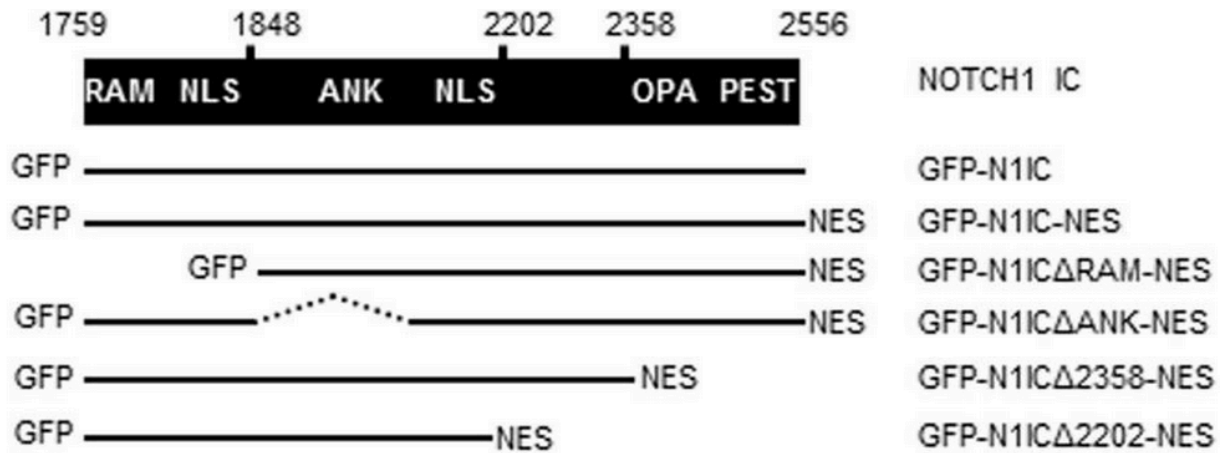 1759 1848 2202 2358 2556
RAM NLS ANK NLS OPA PEST NOTCH1 IC
GFP GFP-N1IC
GFP NES GFP-N1IC-NES
GFP NES GFP-N1ICΔRAM-NES
GFP NES GFP-N1ICΔANK-NES
GFP NES GFP-N1ICΔ2358-NES
GFP NES GFP-N1ICΔ2202-NES